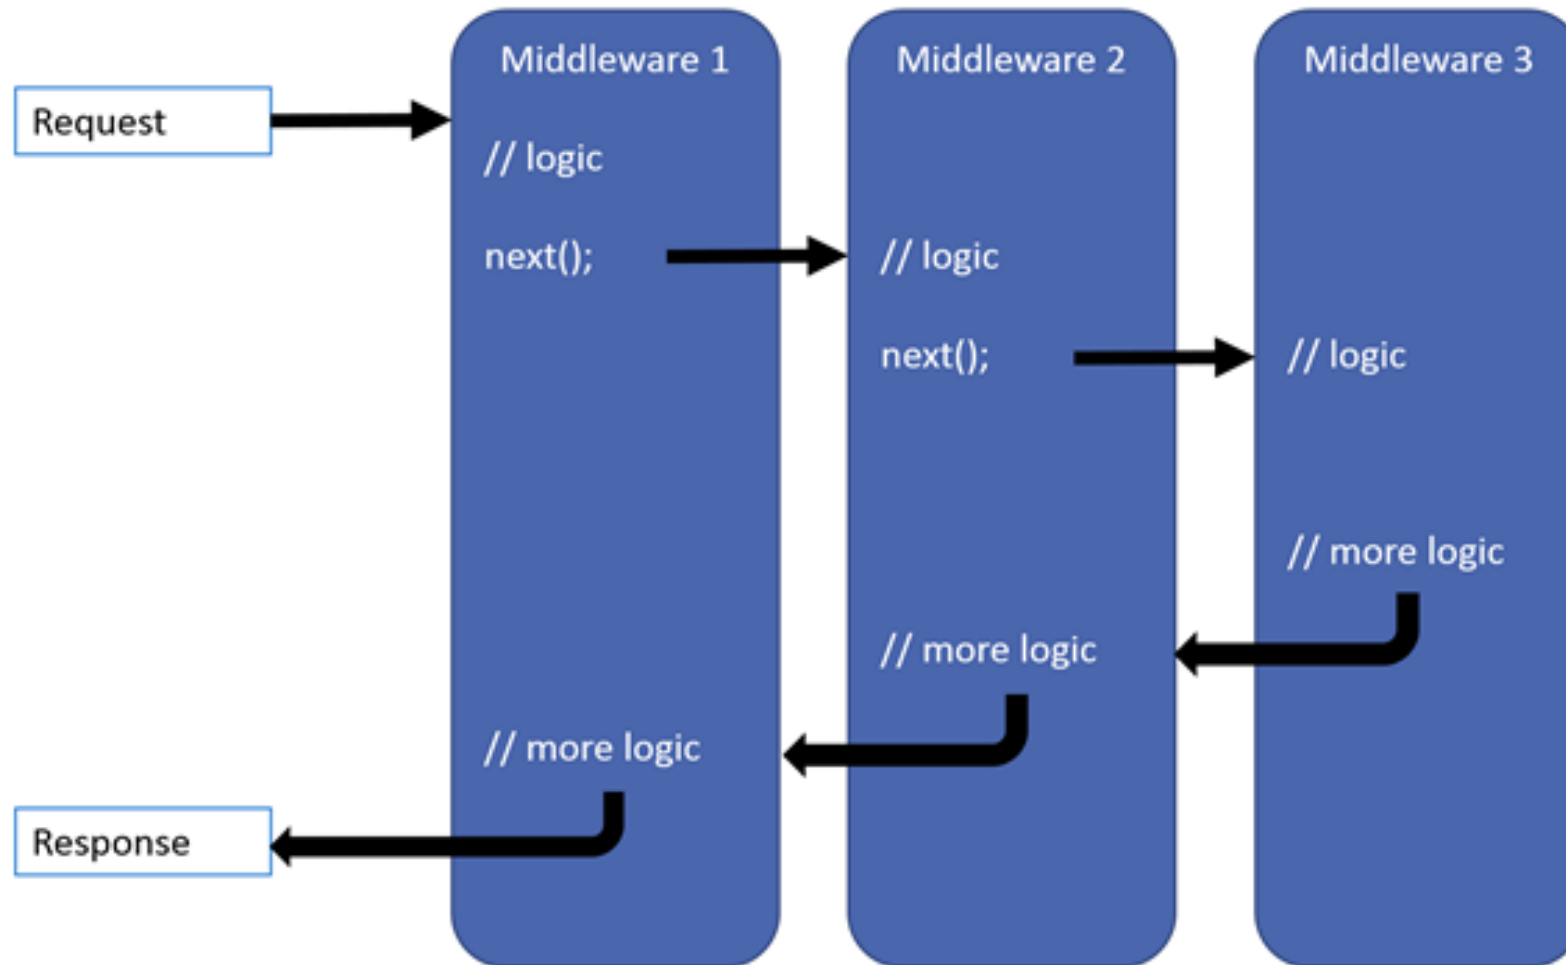 Middleware 1
Middleware 2
Middleware 3
Request
// logic
next();
// logic
next();
// logic
// more logic
// more logic
// more logic
Response